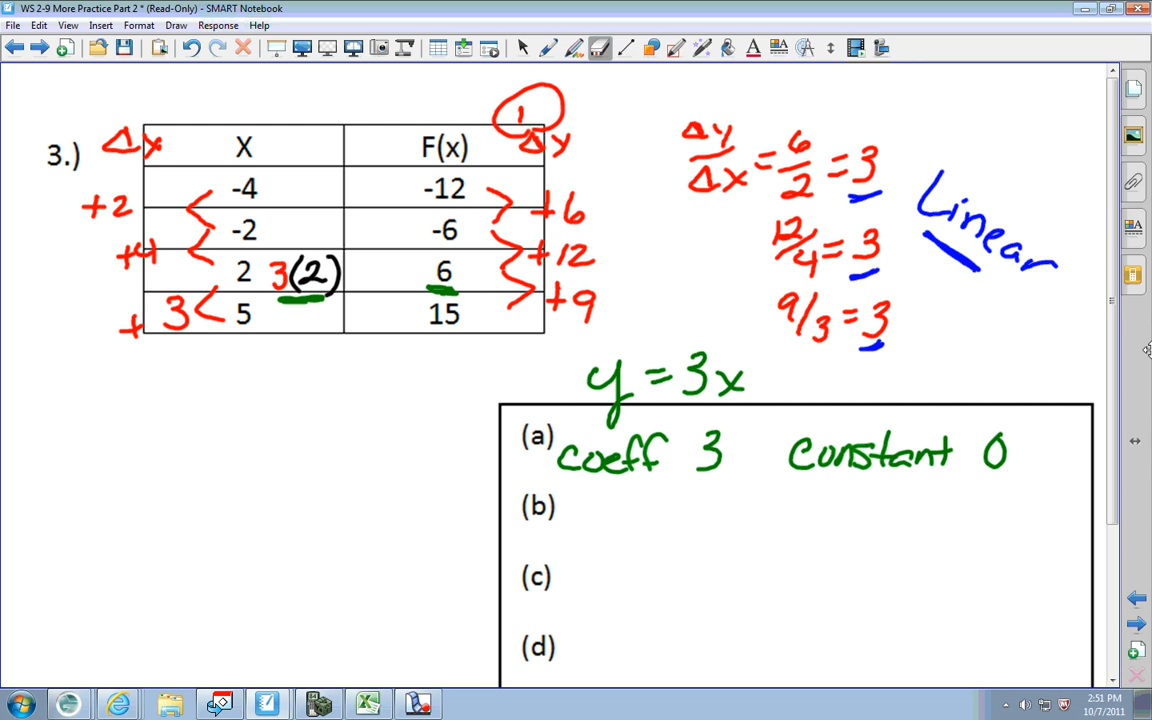 WS 2-9 More Practice Part 2 * (Read-Only) - SMART Notebook
File Edit View Insert Format Draw Response Help
1
3.) Δx X F(x) Δy
-4 -12
+2 +6
-2 -6
+4 +12
2 3(2) 6
+3 +9
5 15
Δy/Δx = 6/2 = 3
12/4 = 3
9/3 = 3
Linear
y = 3x
(a) coeff 3 constant 0
(b)
(c)
(d)
2:51 PM
10/7/2011